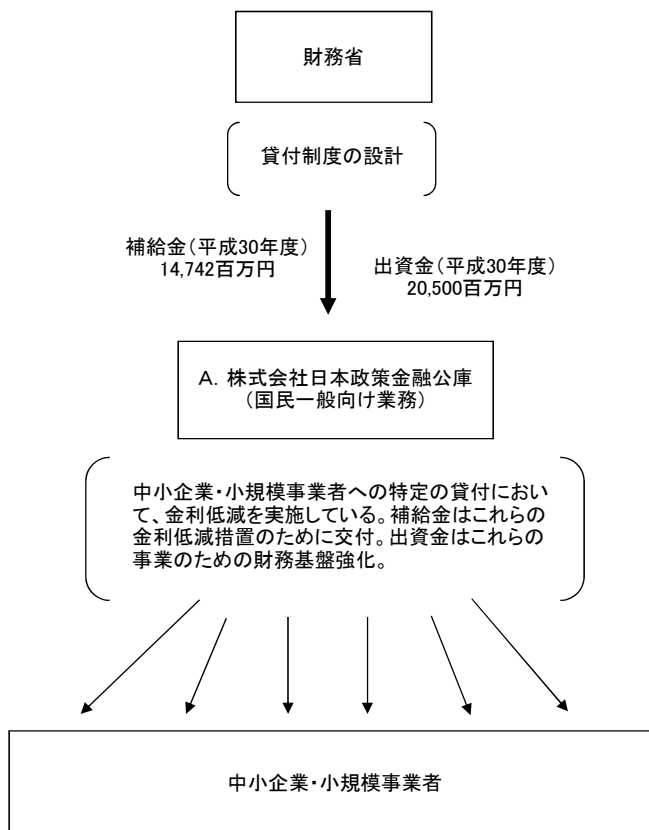 財務省
貸付制度の設計
補給金(平成30年度)
14,742百万円
出資金(平成30年度)
20,500百万円
A. 株式会社日本政策金融公庫
(国民一般向け業務)
中小企業・小規模事業者への特定の貸付において、金利低減を実施している。補給金はこれらの
金利低減措置のために交付。出資金はこれらの
事業のための財務基盤強化。
中小企業・小規模事業者